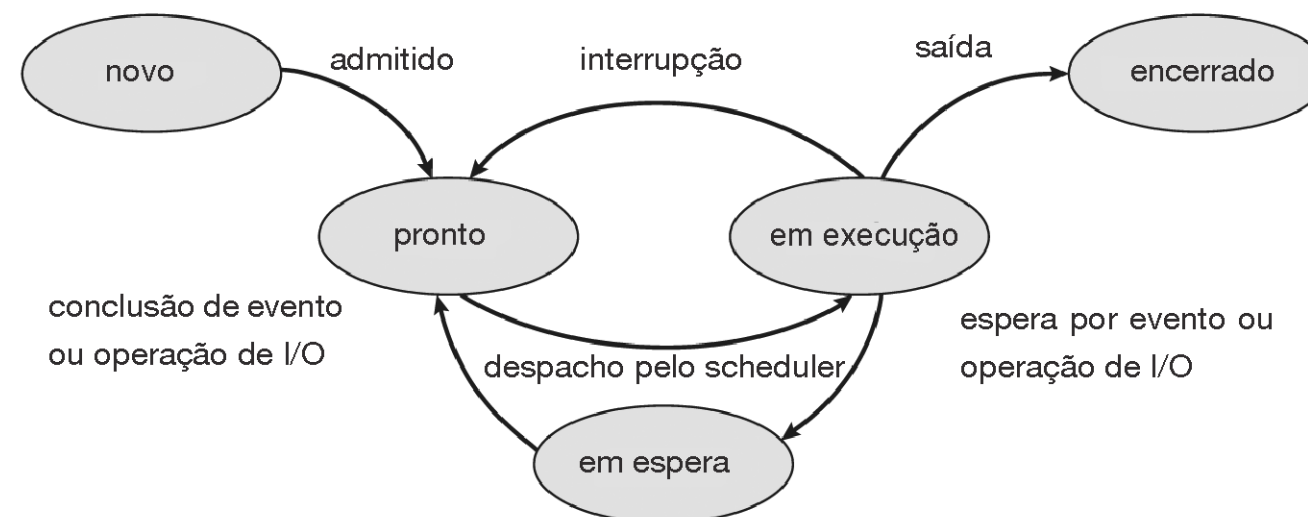 novo
admitido
interrupção
saída
encerrado
pronto
em execução
conclusão de evento
ou operação de I/O
despacho pelo scheduler
espera por evento ou
operação de I/O
em espera